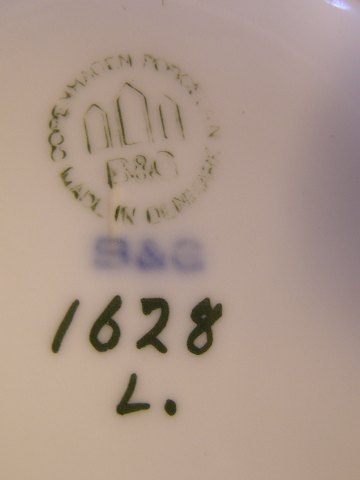 COPENHAGEN PORCELAIN
B&G
MADE IN DENMARK
B&G
1628
L.